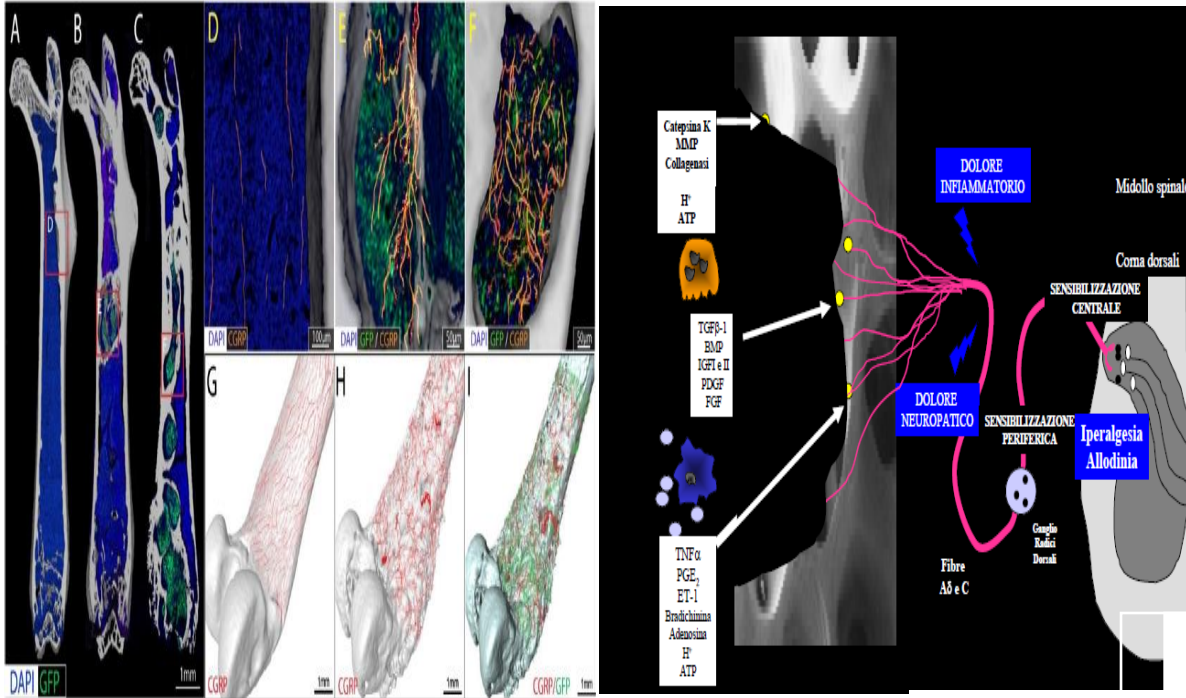 A
B
C
D
E
F
D
E
DAPI CGRP
100µm
DAPI GFP / CGRP
50µm
DAPI GFP / CGRP
50µm
G
H
I
DAPI GFP
1mm
CGRP
1mm
CGRP
1mm
CGRP/GFP
1mm
Catepsina K
MMP
Collagenasi
H⁺
ATP
TGFβ-1
BMP
IGFI e II
PDGF
FGF
TNFα
PGE₂
ET-1
Bradichinina
Adenosina
H⁺
ATP
DOLORE
INFIAMMATORIO
DOLORE
NEUROPATICO
Midollo spinale
Corna dorsali
SENSIBILIZZAZIONE
CENTRALE
SENSIBILIZZAZIONE
PERIFERICA
Iperalgesia
Allodinia
Ganglio
Radici
Dorsali
Fibre
Aδ e C